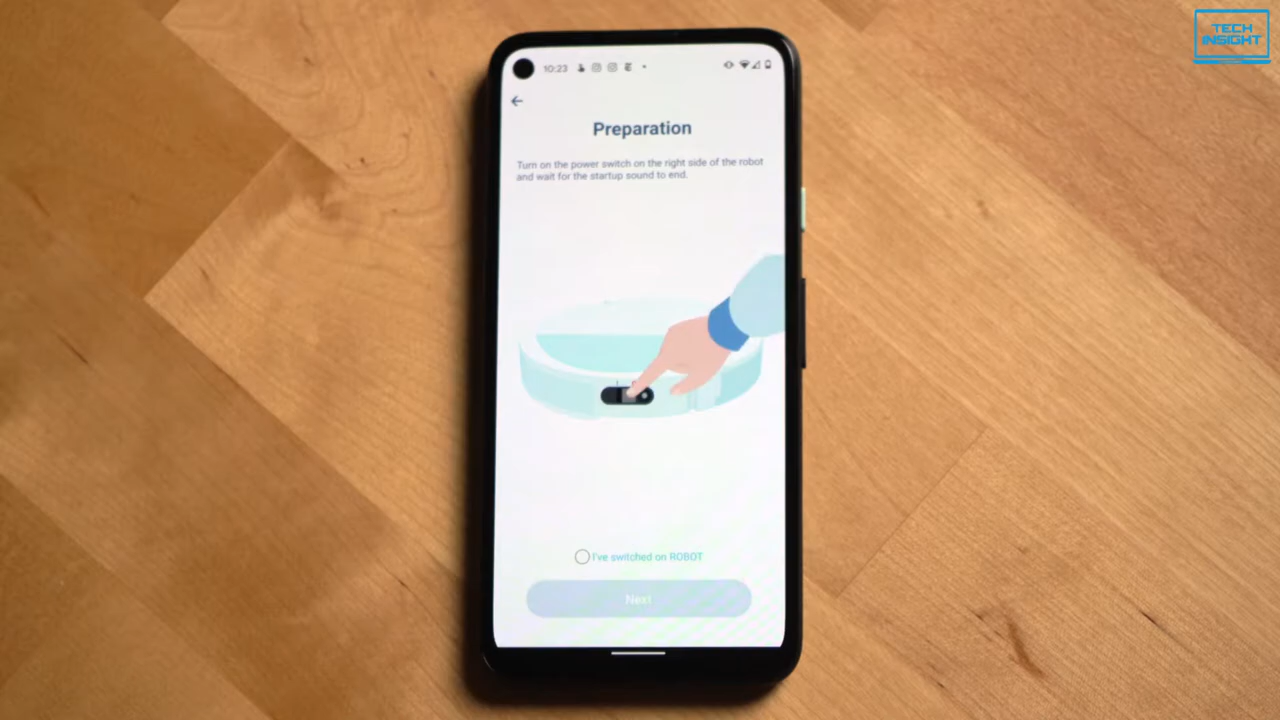 TECH
INSIGHT
10:23
Preparation
Turn on the power switch on the right side of the robot
and wait for the startup sound to end.
I've switched on ROBOT
Next